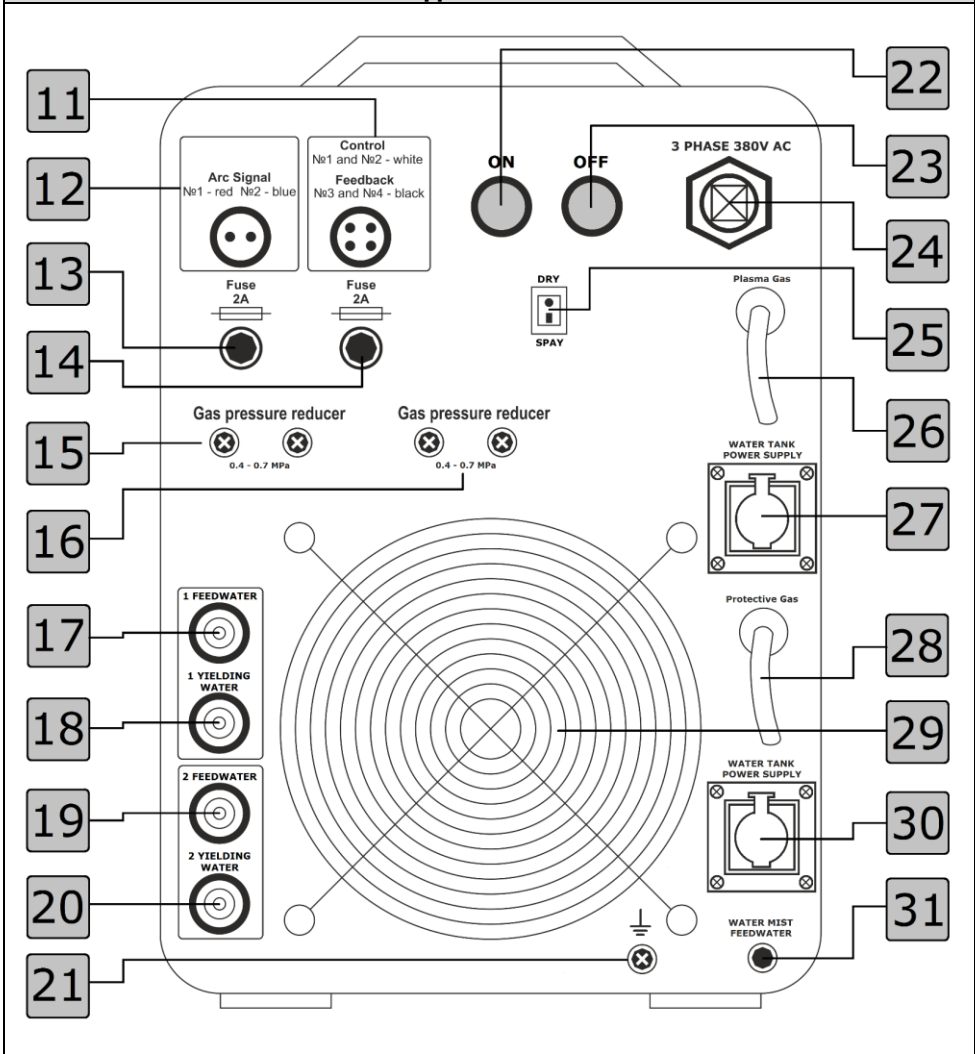 11
12
13
14
15
16
17
18
19
20
21
22
23
24
25
26
27
28
29
30
31
Control
№1 and №2 - white
Feedback
№3 and №4 - black
Arc Signal
№1 - red №2 - blue
Fuse
2A
Fuse
2A
ON
OFF
3 PHASE 380V AC
DRY
SPAY
Plasma Gas
Gas pressure reducer
0.4 - 0.7 MPa
Gas pressure reducer
0.4 - 0.7 MPa
WATER TANK
POWER SUPPLY
1 FEEDWATER
1 YIELDING
WATER
2 FEEDWATER
2 YIELDING
WATER
Protective Gas
WATER TANK
POWER SUPPLY
WATER MIST
FEEDWATER